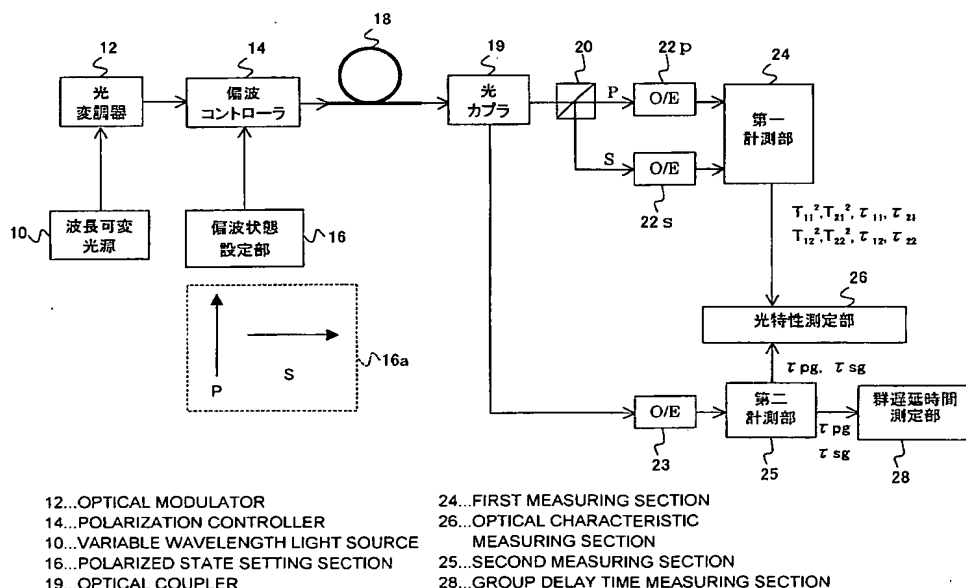 12
14
18
19
20
22p
24
光
変調器
偏波
コントローラ
光
カプラ
P
O/E
第一
計測部
S
O/E
22s
10
波長可変
光源
偏波状態
設定部
16
T₁₁²,T₂₁², τ₁₁, τ₂₁
T₁₂²,T₂₂², τ₁₂, τ₂₂
26
光特性測定部
P
S
16a
τpg, τsg
O/E
第二
計測部
群遅延時間
測定部
τpg
τsg
23
25
28
12...OPTICAL MODULATOR
14...POLARIZATION CONTROLLER
10...VARIABLE WAVELENGTH LIGHT SOURCE
16...POLARIZED STATE SETTING SECTION
19...OPTICAL COUPLER
24...FIRST MEASURING SECTION
26...OPTICAL CHARACTERISTIC
MEASURING SECTION
25...SECOND MEASURING SECTION
28...GROUP DELAY TIME MEASURING SECTION